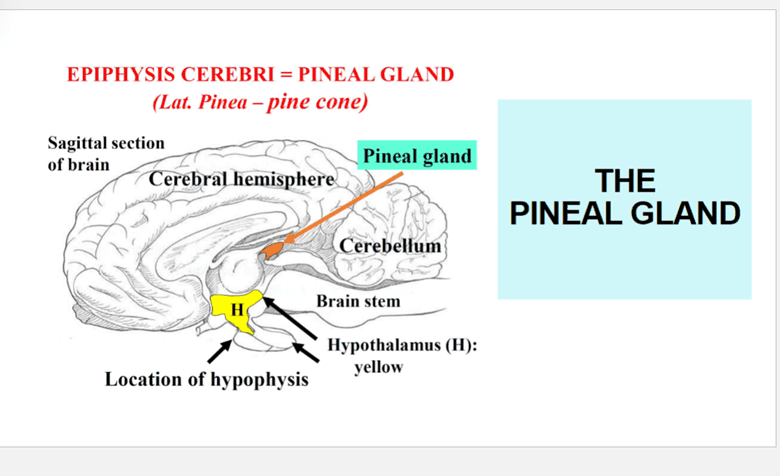 EPIPHYSIS CEREBRI = PINEAL GLAND
(Lat. Pinea – pine cone)
Sagittal section
of brain
Pineal gland
Cerebral hemisphere
Cerebellum
Brain stem
H
Hypothalamus (H):
yellow
Location of hypophysis
THE
PINEAL GLAND